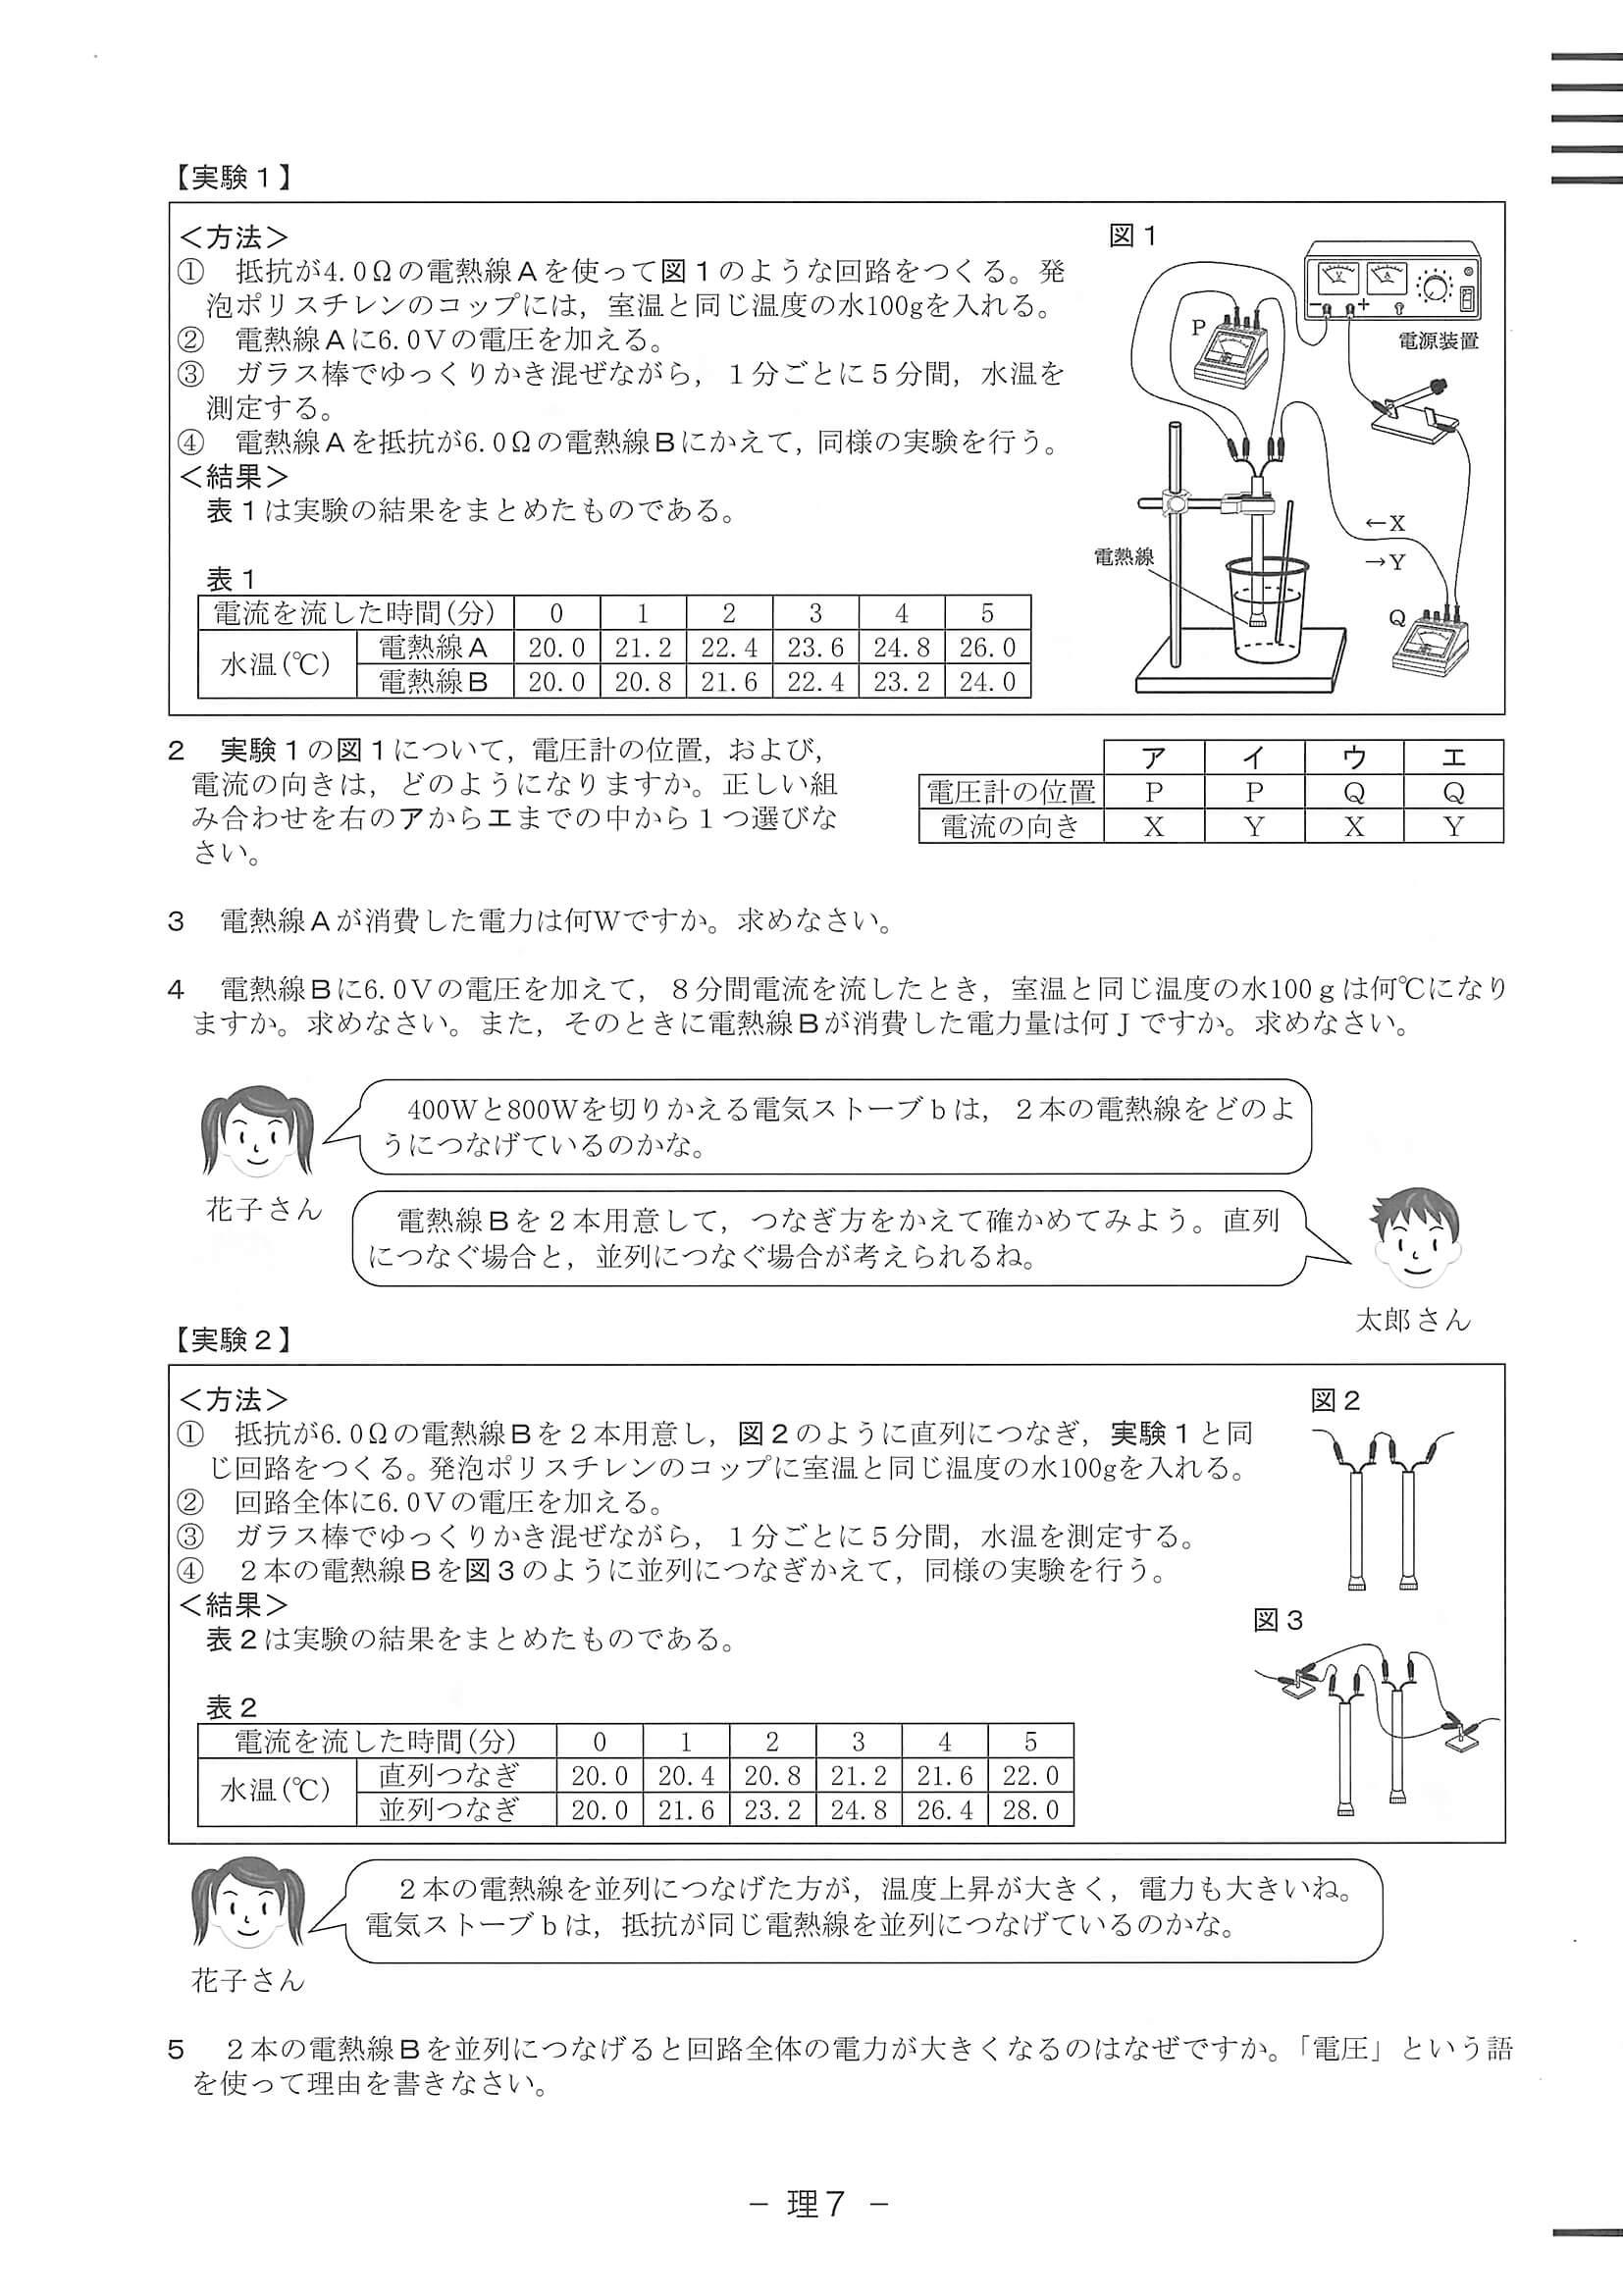 【実験１】
＜方法＞
①　抵抗が4.0Ωの電熱線Ａを使って図１のような回路をつくる。発
泡ポリスチレンのコップには，室温と同じ温度の水100gを入れる。
②　電熱線Ａに6.0Ｖの電圧を加える。
③　ガラス棒でゆっくりかき混ぜながら，１分ごとに５分間，水温を
測定する。
④　電熱線Ａを抵抗が6.0Ωの電熱線Ｂにかえて，同様の実験を行う。
＜結果＞
表１は実験の結果をまとめたものである。
図１
P
V
A
－
＋
電源装置
←X
→Y
電熱線
Q
表１
電流を流した時間(分)　0　1　2　3　4　5
水温(℃)
電熱線Ａ　20.0　21.2　22.4　23.6　24.8　26.0
電熱線Ｂ　20.0　20.8　21.6　22.4　23.2　24.0
２　実験１の図１について，電圧計の位置，および，
電流の向きは，どのようになりますか。正しい組
み合わせを右のアからエまでの中から１つ選びな
さい。
ア　イ　ウ　エ
電圧計の位置　P　P　Q　Q
電流の向き　X　Y　X　Y
３　電熱線Ａが消費した電力は何Wですか。求めなさい。
４　電熱線Ｂに6.0Ｖの電圧を加えて，８分間電流を流したとき，室温と同じ温度の水100ｇは何℃になり
ますか。求めなさい。また，そのときに電熱線Ｂが消費した電力量は何Ｊですか。求めなさい。
400Wと800Wを切りかえる電気ストーブｂは，２本の電熱線をどのよ
うにつなげているのかな。
花子さん
電熱線Ｂを２本用意して，つなぎ方をかえて確かめてみよう。直列
につなぐ場合と，並列につなぐ場合が考えられるね。
太郎さん
【実験２】
＜方法＞
①　抵抗が6.0Ωの電熱線Ｂを２本用意し，図２のように直列につなぎ，実験１と同
じ回路をつくる。発泡ポリスチレンのコップに室温と同じ温度の水100gを入れる。
②　回路全体に6.0Ｖの電圧を加える。
③　ガラス棒でゆっくりかき混ぜながら，１分ごとに５分間，水温を測定する。
④　２本の電熱線Ｂを図３のように並列につなぎかえて，同様の実験を行う。
＜結果＞
表２は実験の結果をまとめたものである。
図２
図３
表２
電流を流した時間(分)　0　1　2　3　4　5
水温(℃)
直列つなぎ　20.0　20.4　20.8　21.2　21.6　22.0
並列つなぎ　20.0　21.6　23.2　24.8　26.4　28.0
２本の電熱線を並列につなげた方が，温度上昇が大きく，電力も大きいね。
電気ストーブｂは，抵抗が同じ電熱線を並列につなげているのかな。
花子さん
５　２本の電熱線Ｂを並列につなげると回路全体の電力が大きくなるのはなぜですか。「電圧」という語
を使って理由を書きなさい。
－ 理７ －